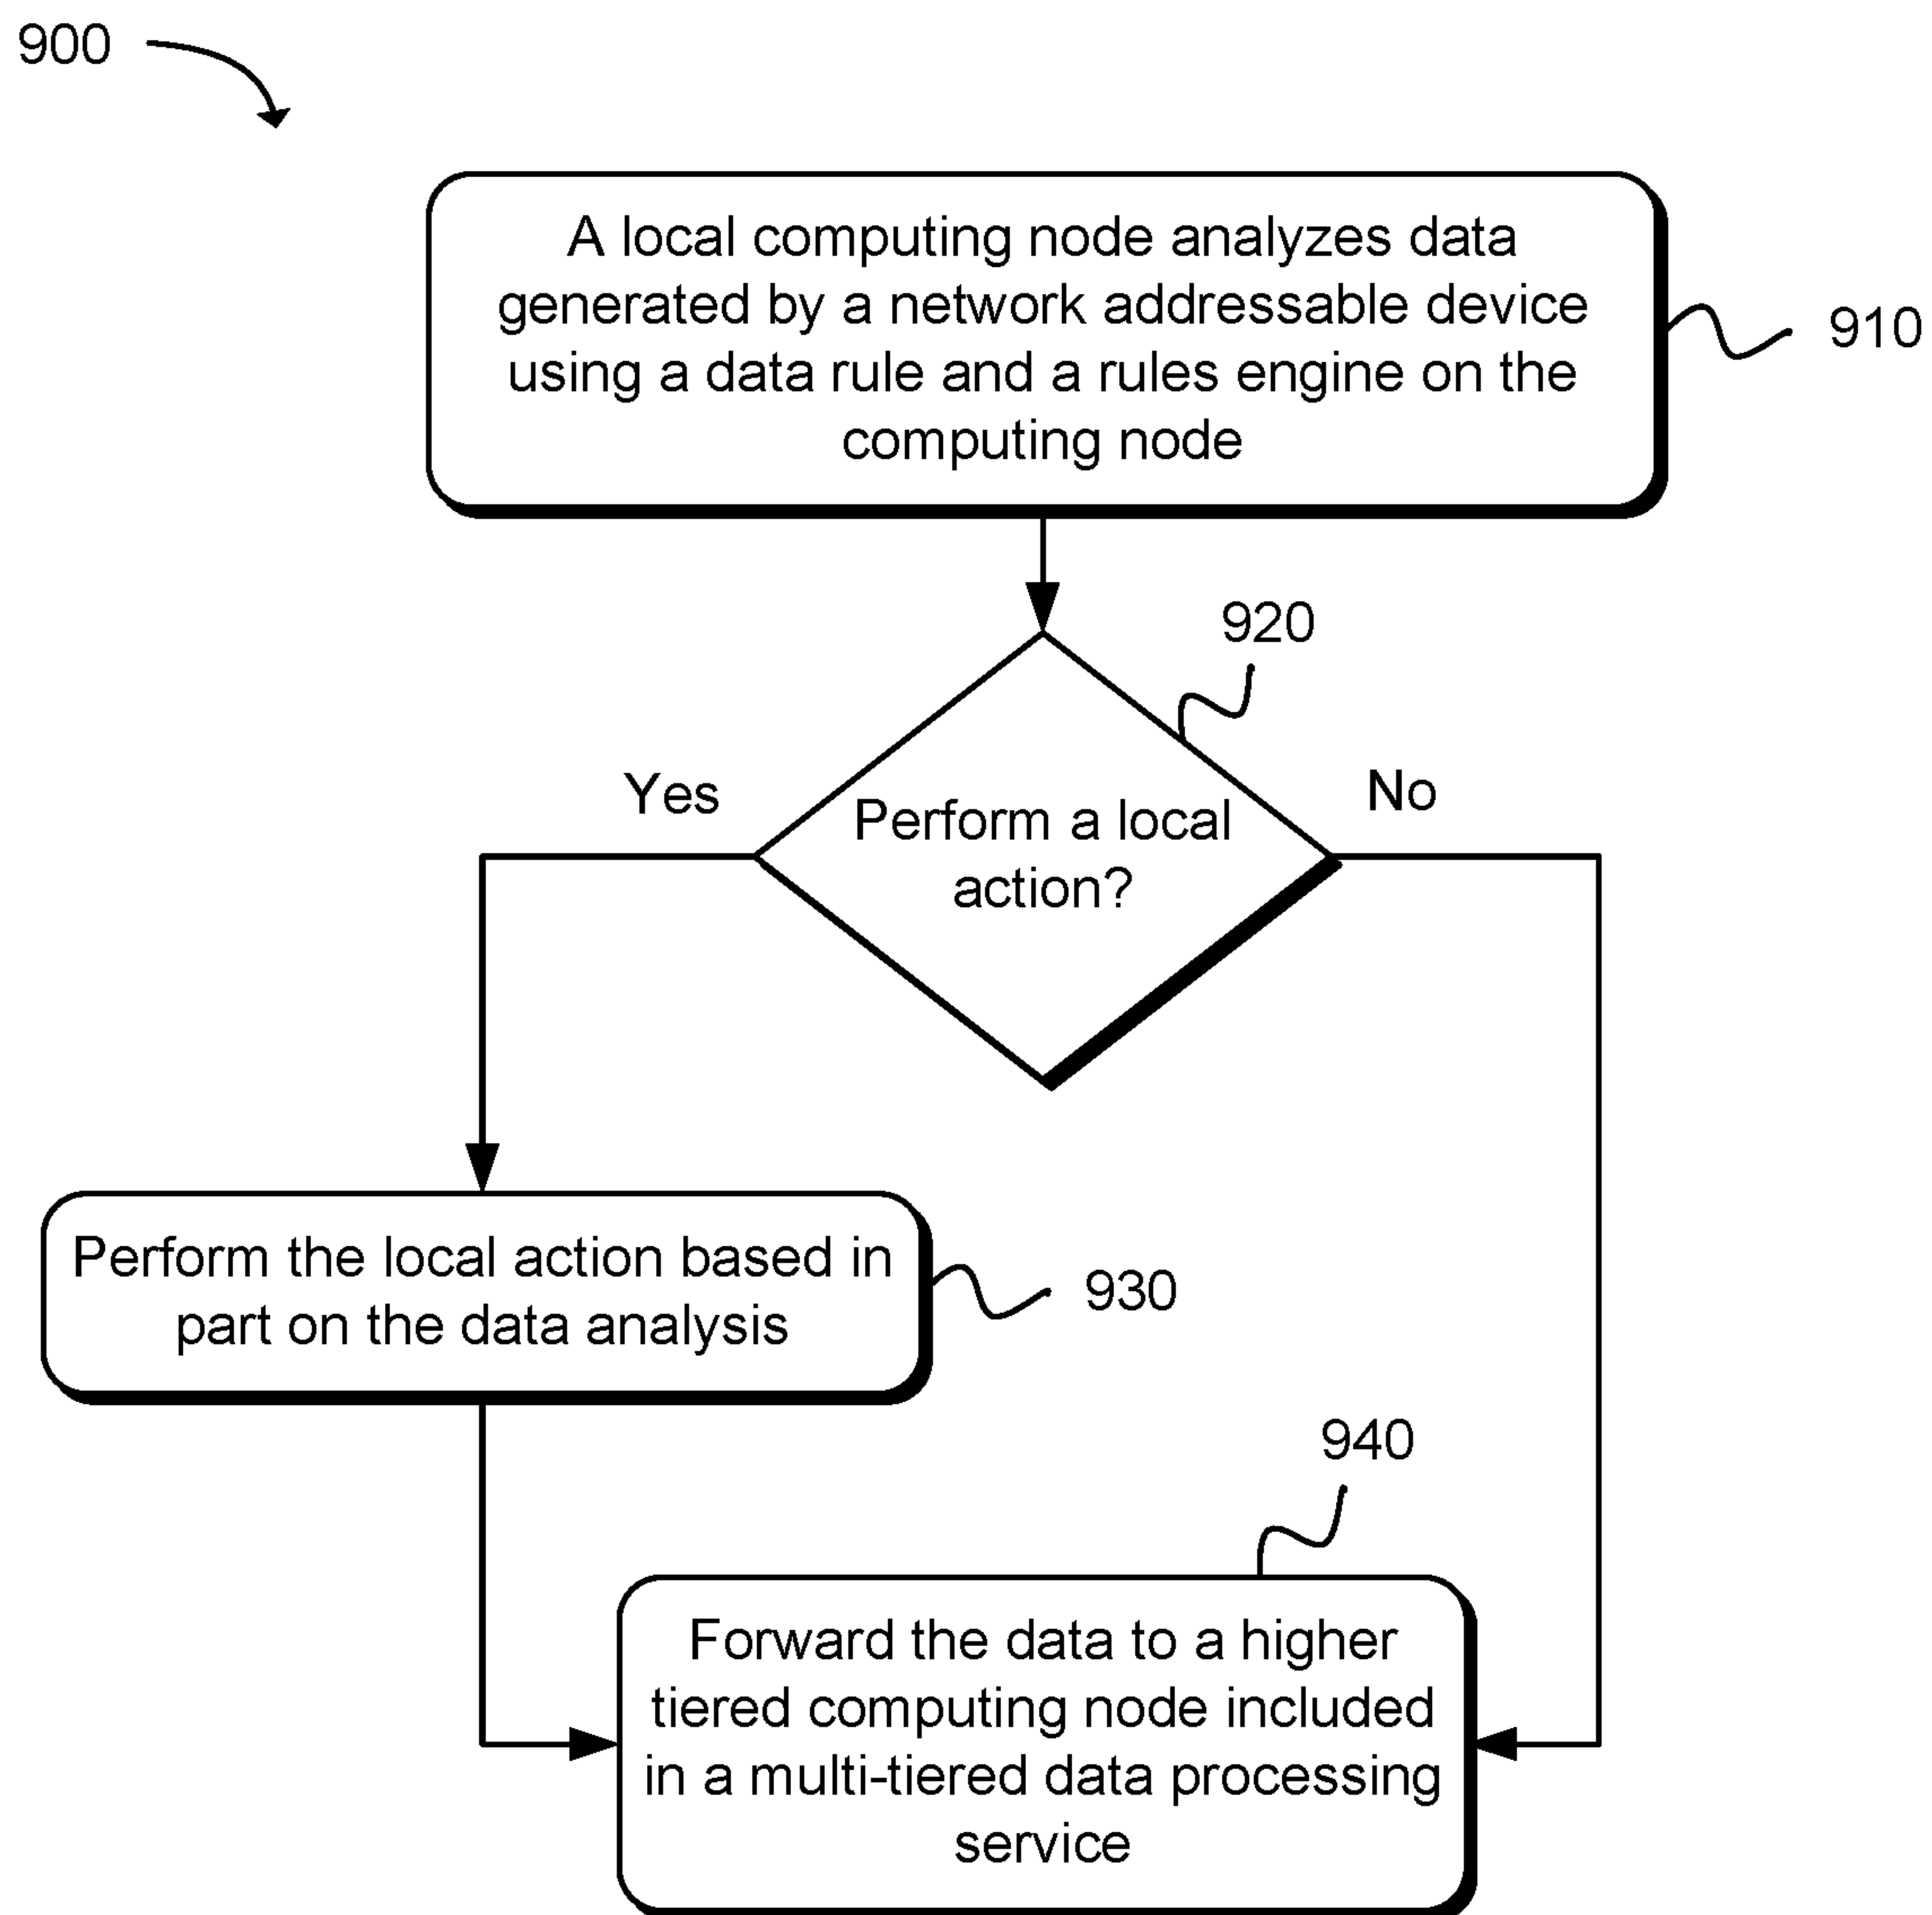 900
A local computing node analyzes data
generated by a network addressable device
using a data rule and a rules engine on the
computing node
910
920
Yes
No
Perform a local
action?
Perform the local action based in
part on the data analysis
930
940
Forward the data to a higher
tiered computing node included
in a multi-tiered data processing
service